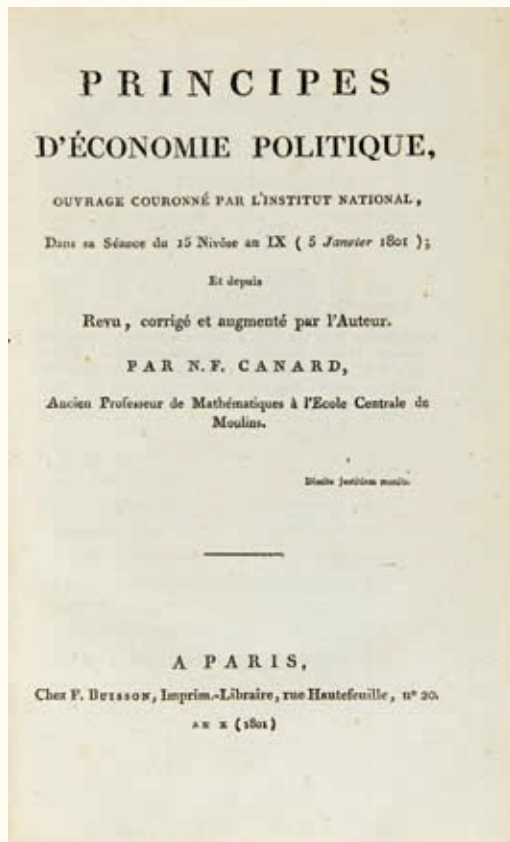 PRINCIPES
D'ÉCONOMIE POLITIQUE,
OUVRAGE COURONNÉ PAR L'INSTITUT NATIONAL,
Dans sa Séance du 15 Nivôse an IX ( 5 Janvier 1801 );
Et depuis
Revu, corrigé et augmenté par l'Auteur.
PAR N. F. CANARD,
Ancien Professeur de Mathématiques à l'Ecole Centrale de
Moulins.
Discite justitiam moniti.
A PARIS,
Chez F. BUISSON, Imprim.-Libraire, rue Hautefeuille, n° 20.
AN X (1801)